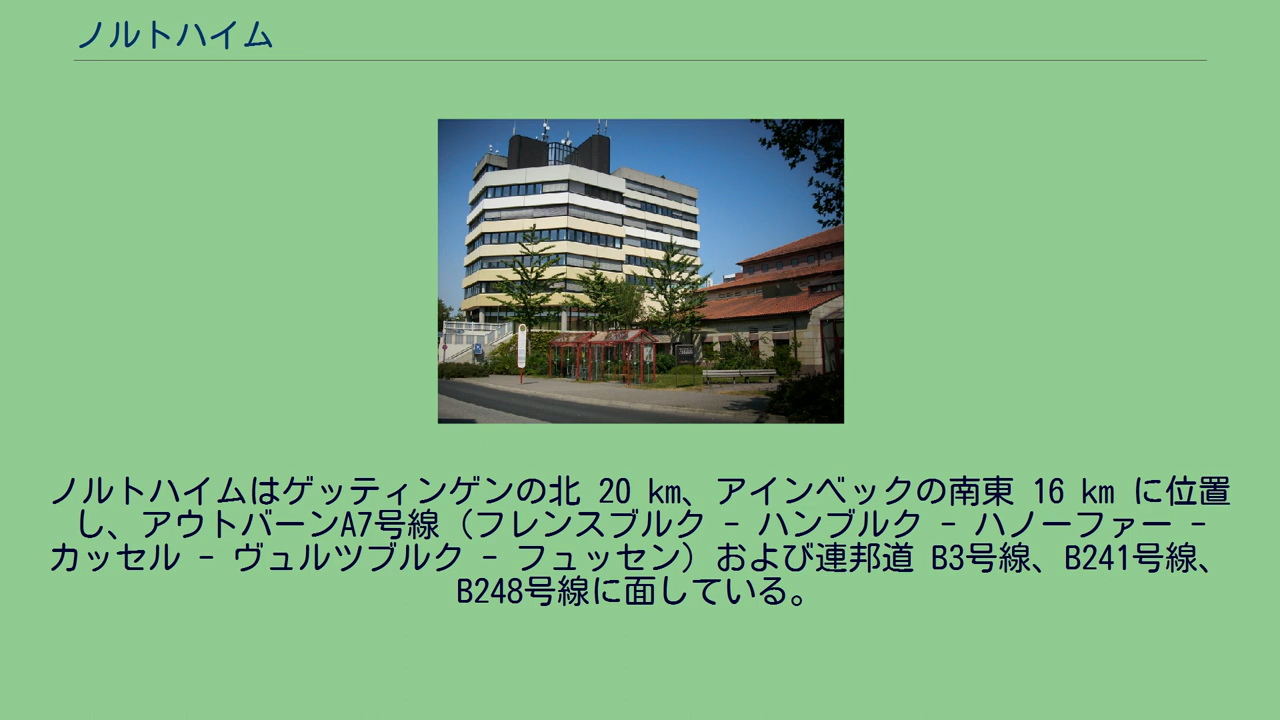 ノルトハイム
ノルトハイムはゲッティンゲンの北 20 km、アインベックの南東 16 km に位置
し、アウトバーンA7号線（フレンスブルク - ハンブルク - ハノーファー -
カッセル - ヴュルツブルク - フュッセン）および連邦道 B3号線、B241号線、
B248号線に面している。